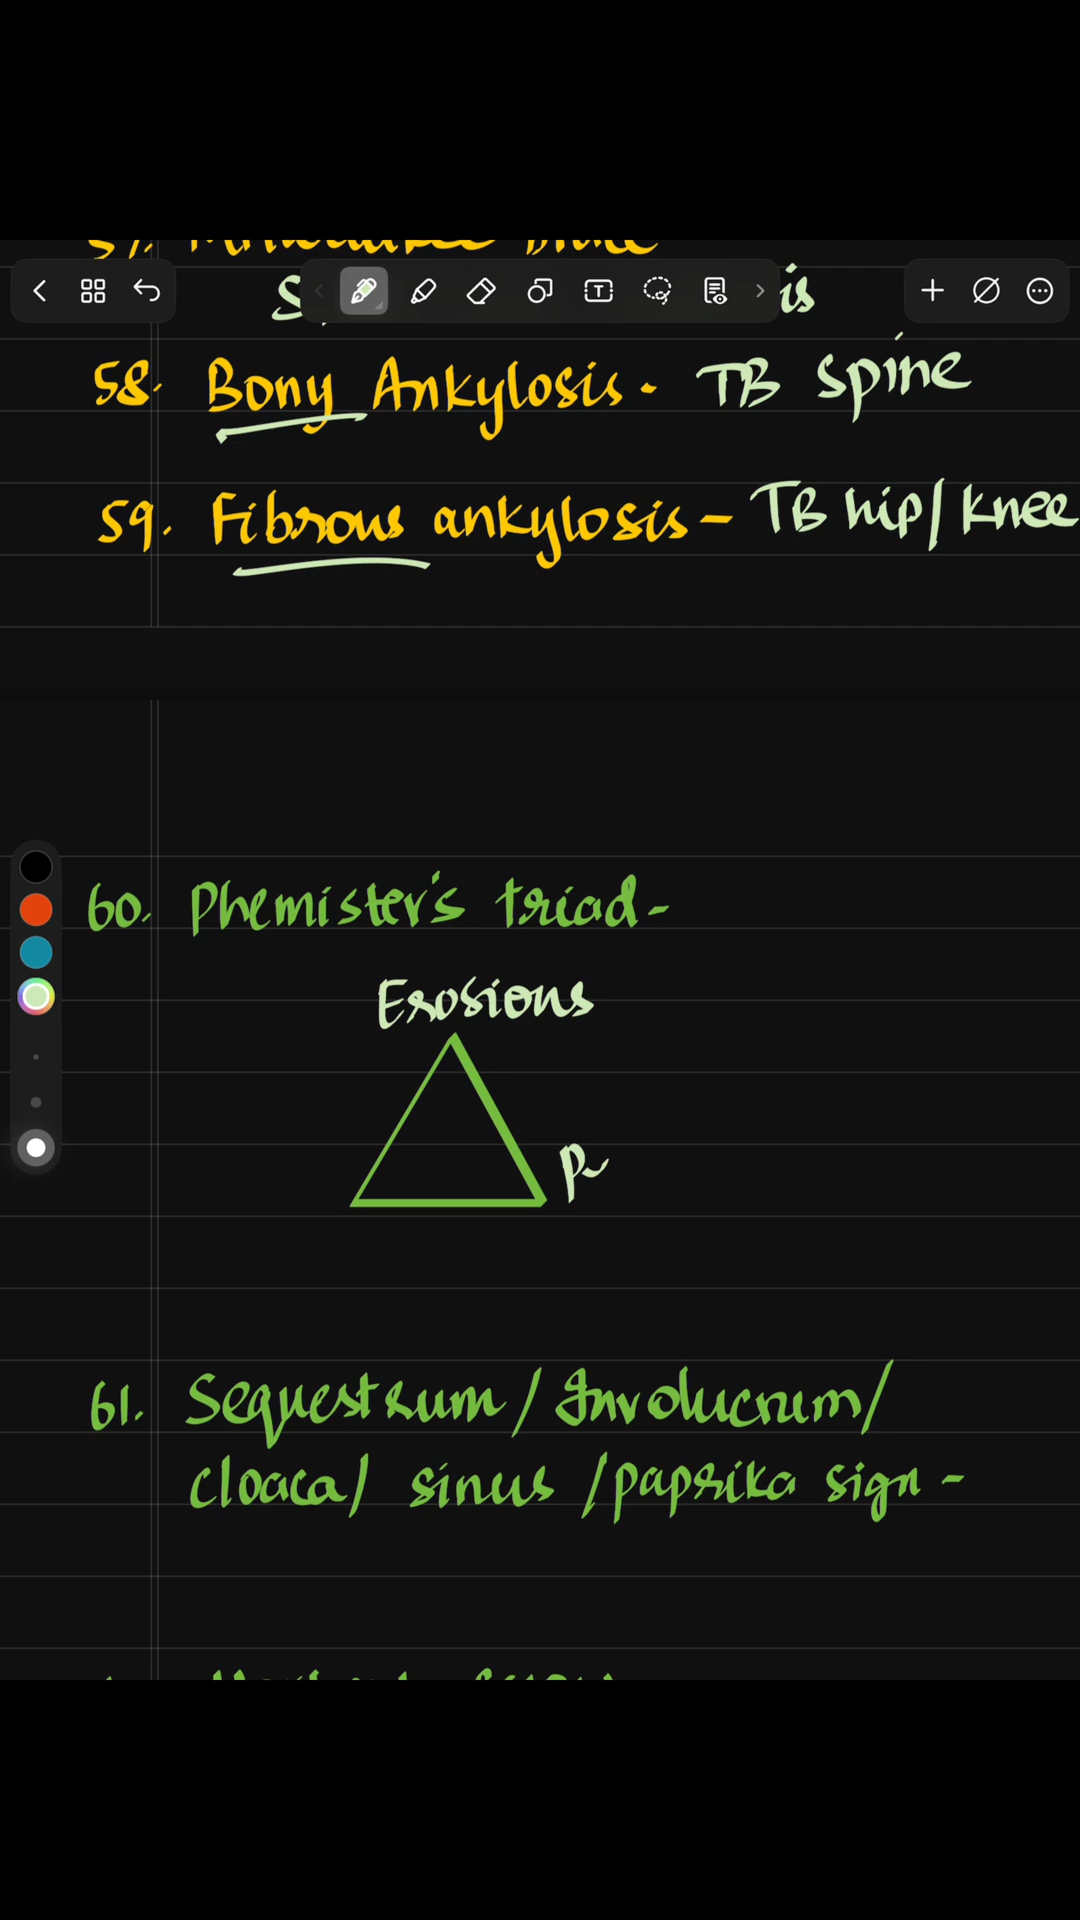 is
58. Bony Ankylosis - TB spine
59. Fibrous ankylosis - TB hip/knee
60. Phemister's triad -
Erosions
P
61. Sequestrum / Involucrum /
cloaca / sinus / paprika sign -